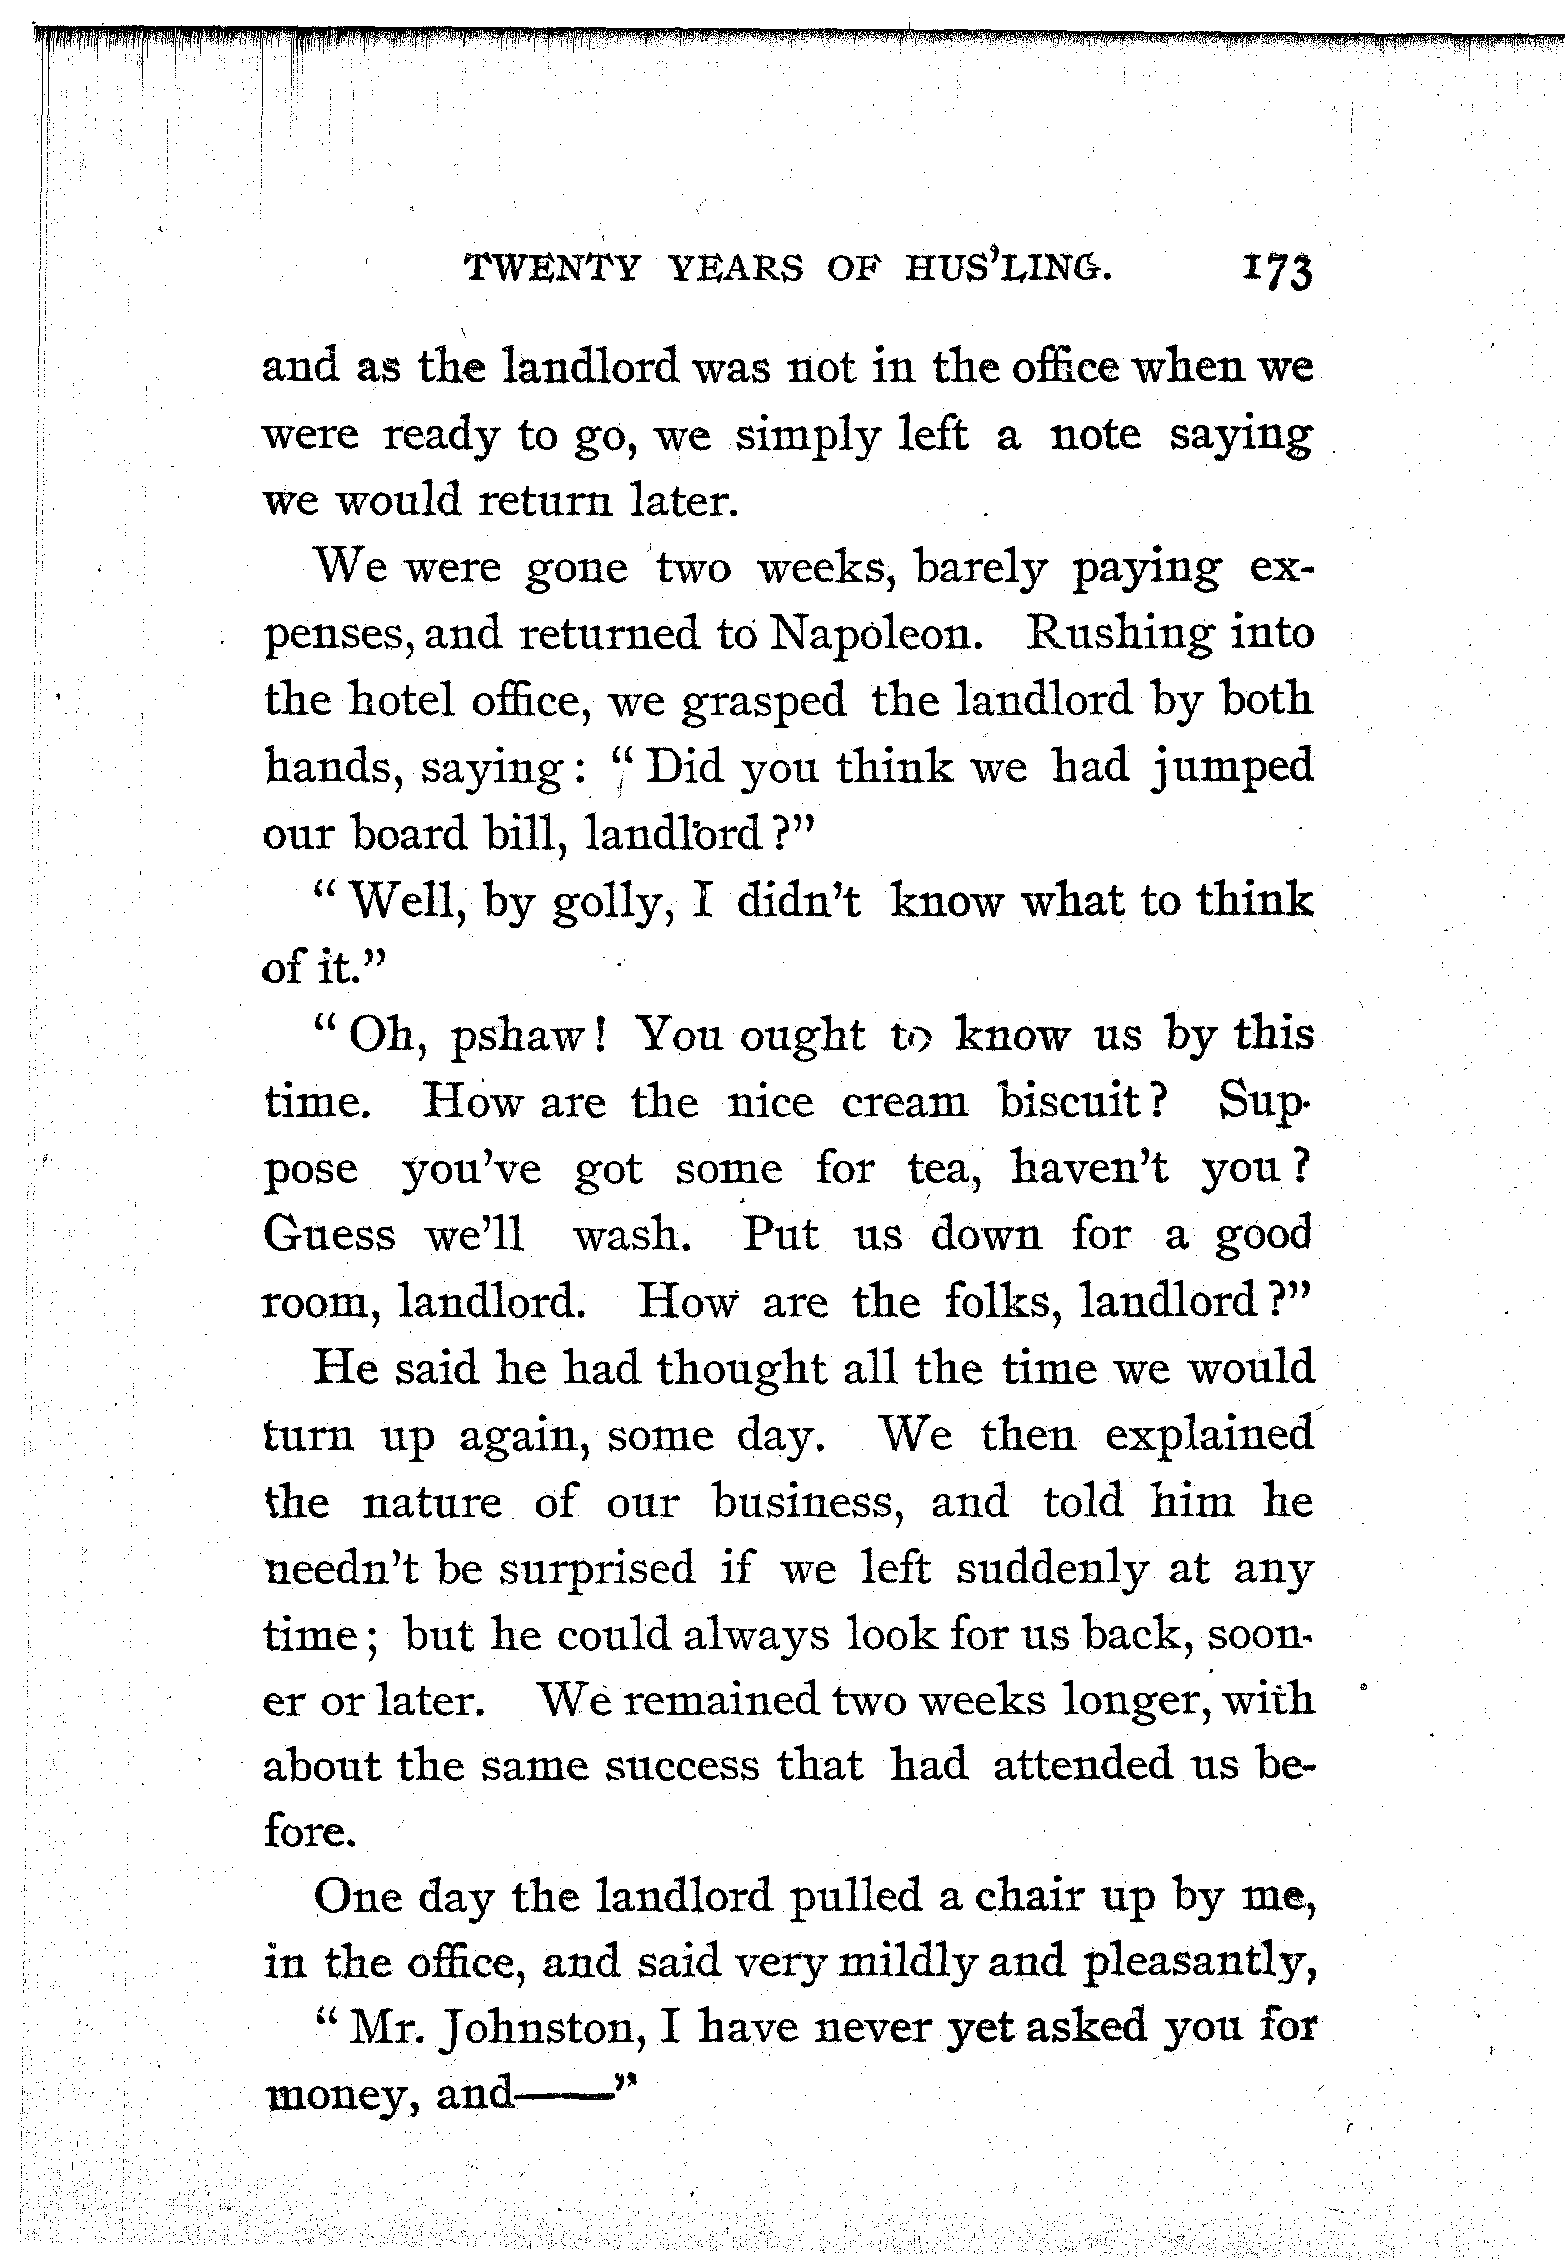 TWENTY YEARS OF HUS'LING. 173
and as the landlord was not in the office when we
were ready to go, we simply left a note saying
we would return later.
We were gone two weeks, barely paying ex-
penses, and returned to Napoleon. Rushing into
the hotel office, we grasped the landlord by both
hands, saying: "Did you think we had jumped
our board bill, landlord?"
"Well, by golly, I didn't know what to think
of it."
"Oh, pshaw! You ought to know us by this
time. How are the nice cream biscuit? Sup-
pose you've got some for tea, haven't you?
Guess we'll wash. Put us down for a good
room, landlord. How are the folks, landlord?"
He said he had thought all the time we would
turn up again, some day. We then explained
the nature of our business, and told him he
needn't be surprised if we left suddenly at any
time; but he could always look for us back, soon-
er or later. We remained two weeks longer, with
about the same success that had attended us be-
fore.
One day the landlord pulled a chair up by me,
in the office, and said very mildly and pleasantly,
"Mr. Johnston, I have never yet asked you for
money, and——"